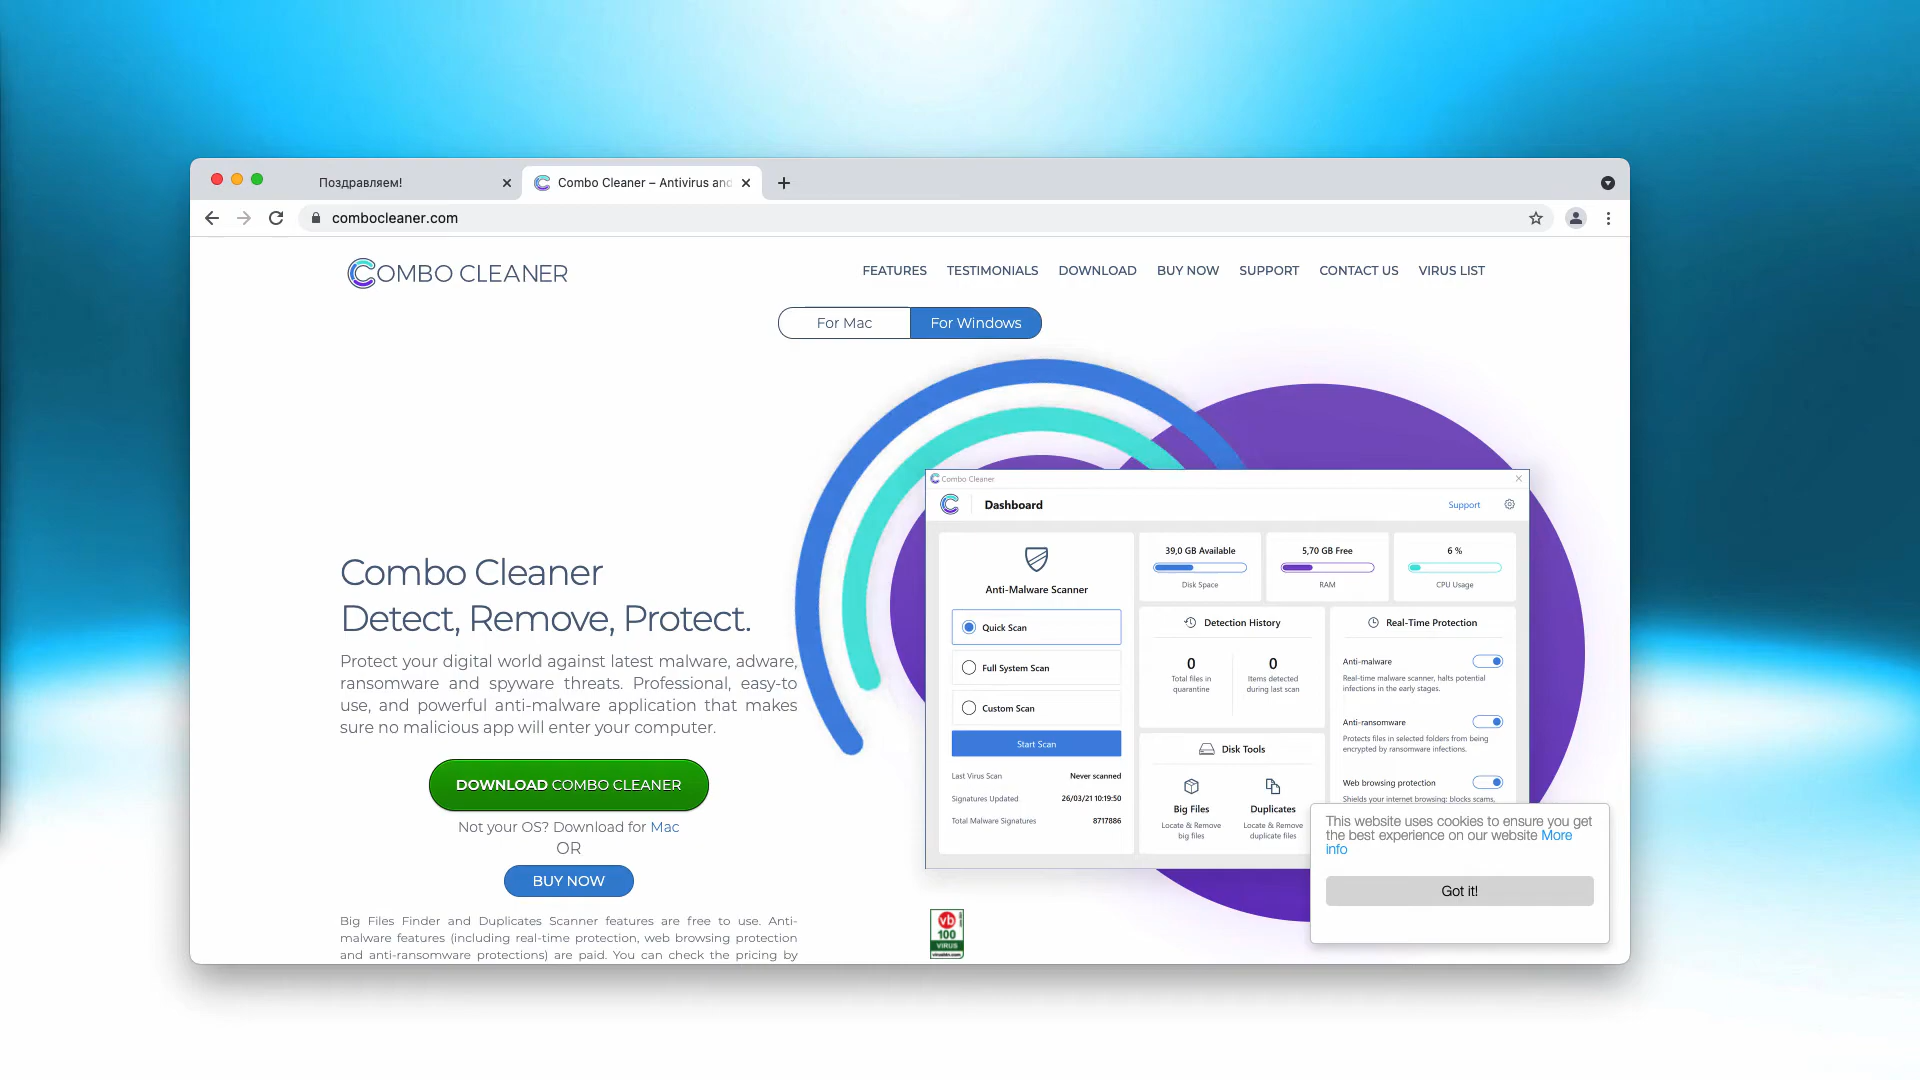 Поздравляем!
Combo Cleaner – Antivirus and
combocleaner.com
COMBO CLEANER
FEATURES TESTIMONIALS DOWNLOAD BUY NOW SUPPORT CONTACT US VIRUS LIST
For Mac For Windows
Combo Cleaner
Detect, Remove, Protect.
Protect your digital world against latest malware, adware,
ransomware and spyware threats. Professional, easy-to
use, and powerful anti-malware application that makes
sure no malicious app will enter your computer.
DOWNLOAD COMBO CLEANER
Not your OS? Download for Mac
OR
BUY NOW
Big Files Finder and Duplicates Scanner features are free to use. Anti-
malware features (including real-time protection, web browsing protection
and anti-ransomware protections) are paid. You can check the pricing by
Combo Cleaner
Dashboard
Support
Anti-Malware Scanner
Quick Scan
Full System Scan
Custom Scan
Start Scan
Last Virus Scan Never scanned
Signatures Updated 26/03/21 10:19:50
Total Malware Signatures 8717886
39,0 GB Available
Disk Space
5,70 GB Free
RAM
6 %
CPU Usage
Detection History
0
Total files in
quarantine
0
Items detected
during last scan
Disk Tools
Big Files
Locate & Remove
big files
Duplicates
Locate & Remove
duplicate files
Real-Time Protection
Anti-malware
Real-time malware scanner, halts potential
infections in the early stages.
Anti-ransomware
Protects files in selected folders from being
encrypted by ransomware infections.
Web browsing protection
Shields your internet browsing: blocks scams,
This website uses cookies to ensure you get
the best experience on our website More
info
Got it!
vb
100
VIRUS
virusbtn.com